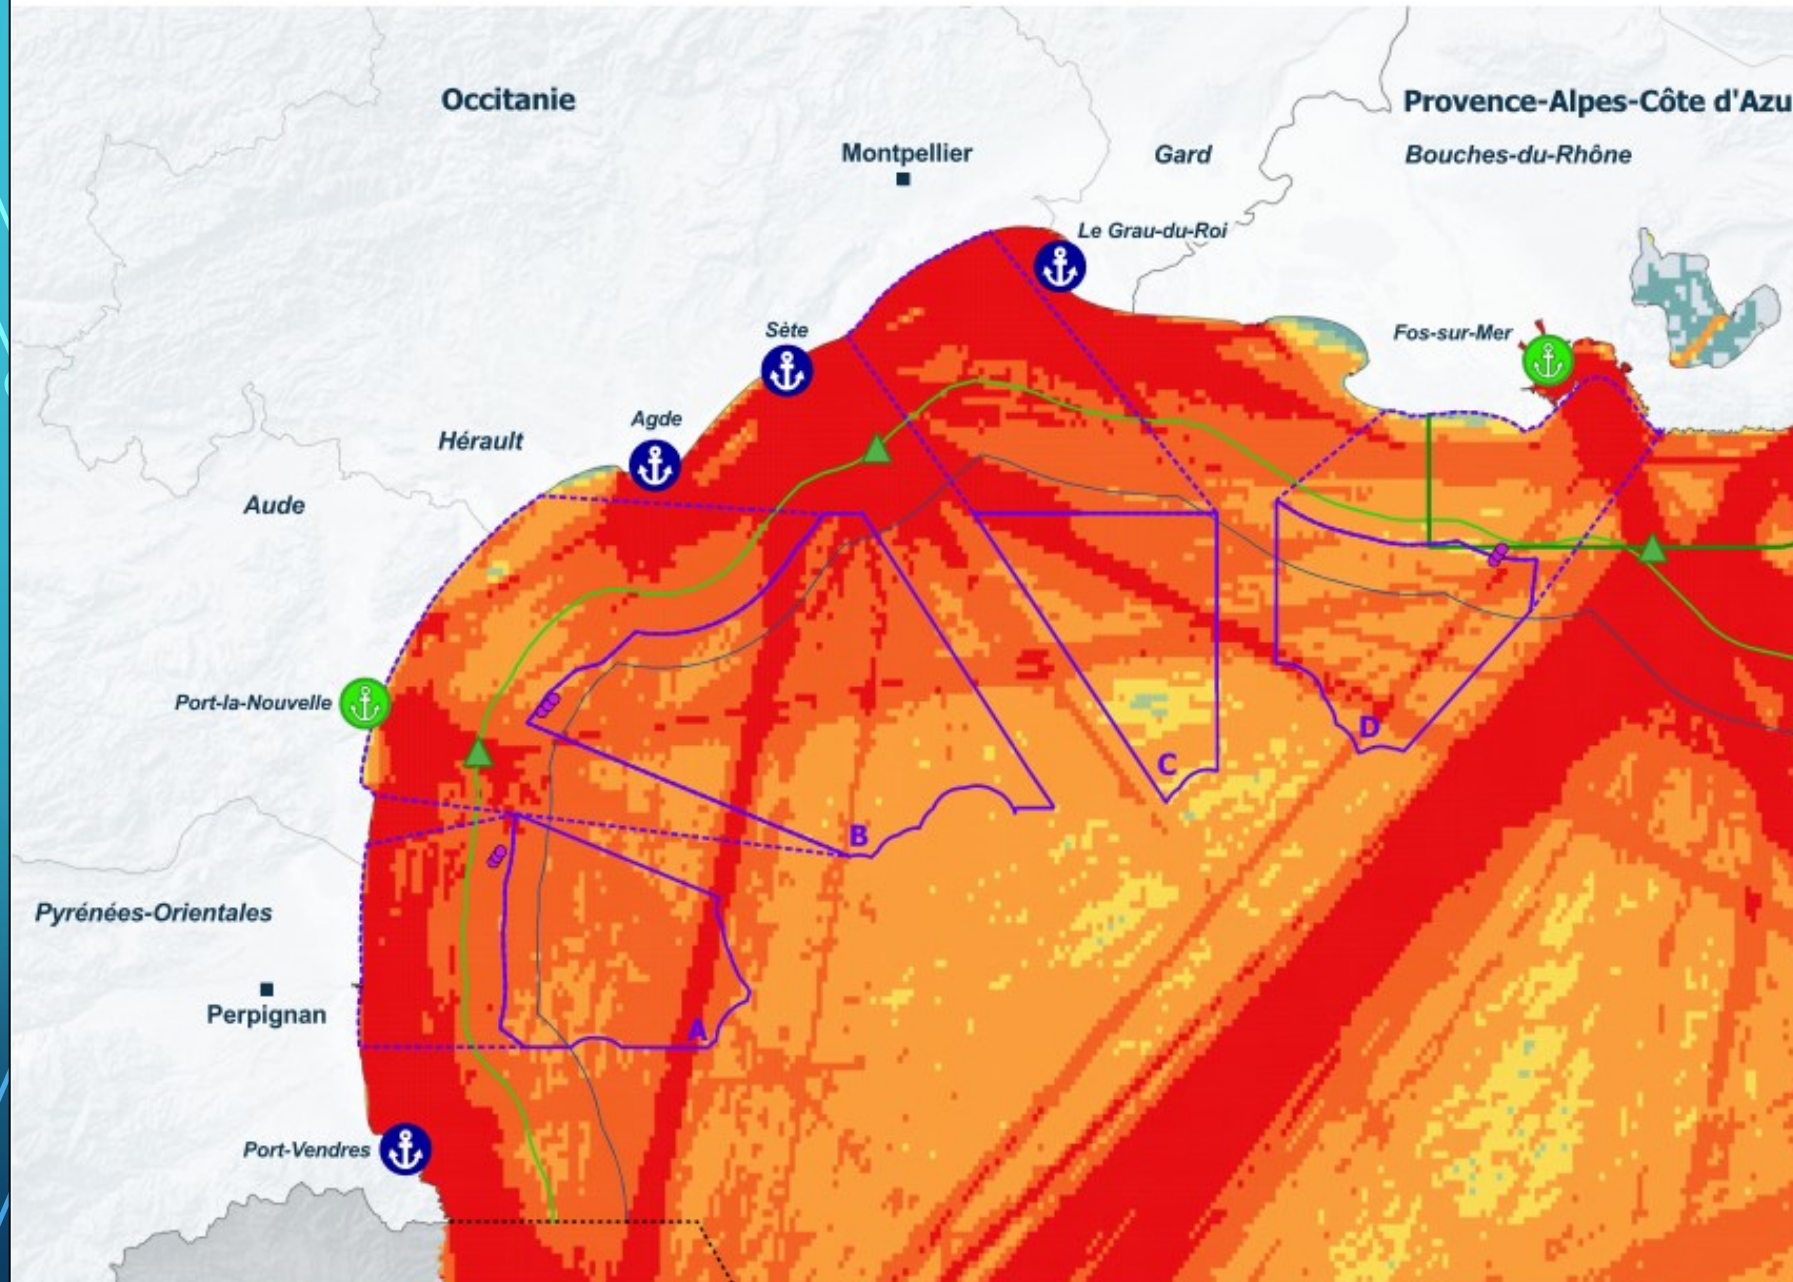 Occitanie
Provence-Alpes-Côte d'Azu
Montpellier
Gard
Bouches-du-Rhône
Le Grau-du-Roi
Sète
Fos-sur-Mer
Agde
Hérault
Aude
Port-la-Nouvelle
D
C
B
Pyrénées-Orientales
Perpignan
A
Port-Vendres